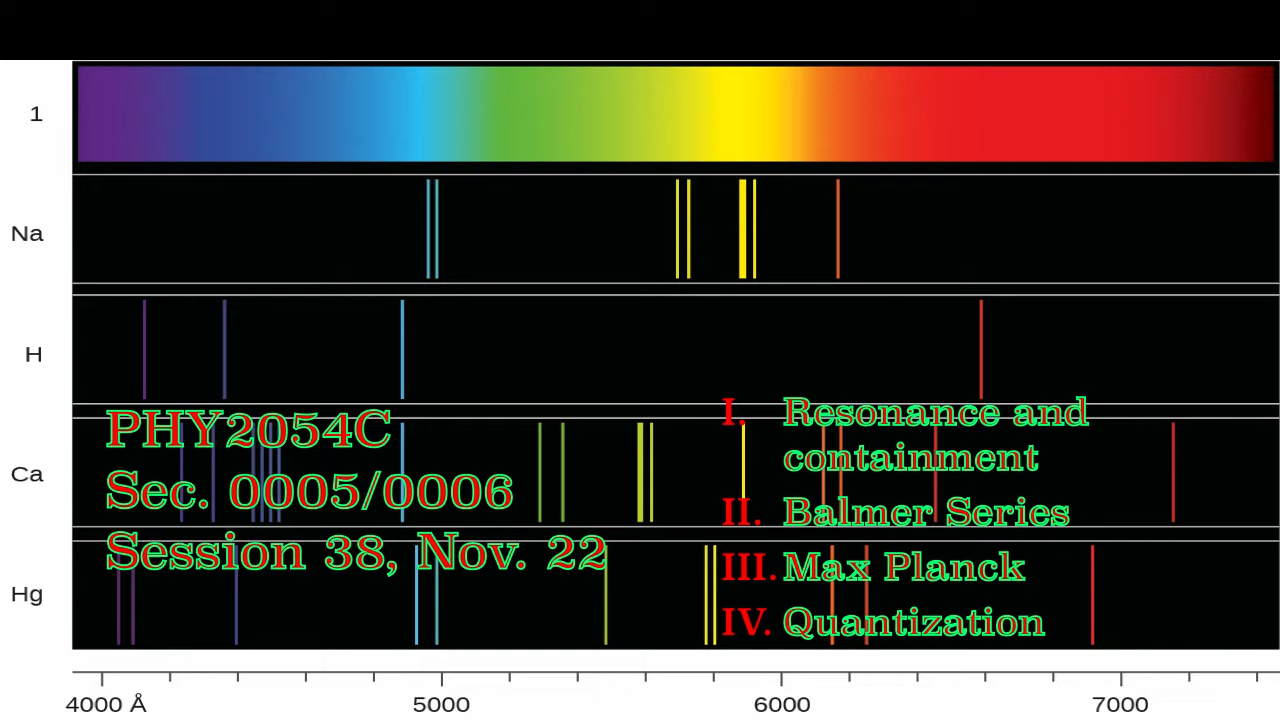 1
Na
H
Ca
Hg
PHY2054C
Sec. 0005/0006
Session 38, Nov. 22
I. Resonance and
containment
II. Balmer Series
III. Max Planck
IV. Quantization
4000 Å 5000 6000 7000